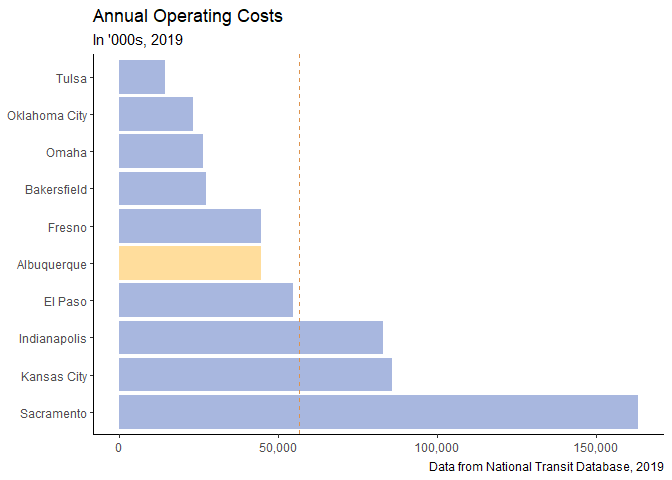 Annual Operating Costs
In '000s, 2019
Tulsa
Oklahoma City
Omaha
Bakersfield
Fresno
Albuquerque
El Paso
Indianapolis
Kansas City
Sacramento
0 50,000 100,000 150,000
Data from National Transit Database, 2019